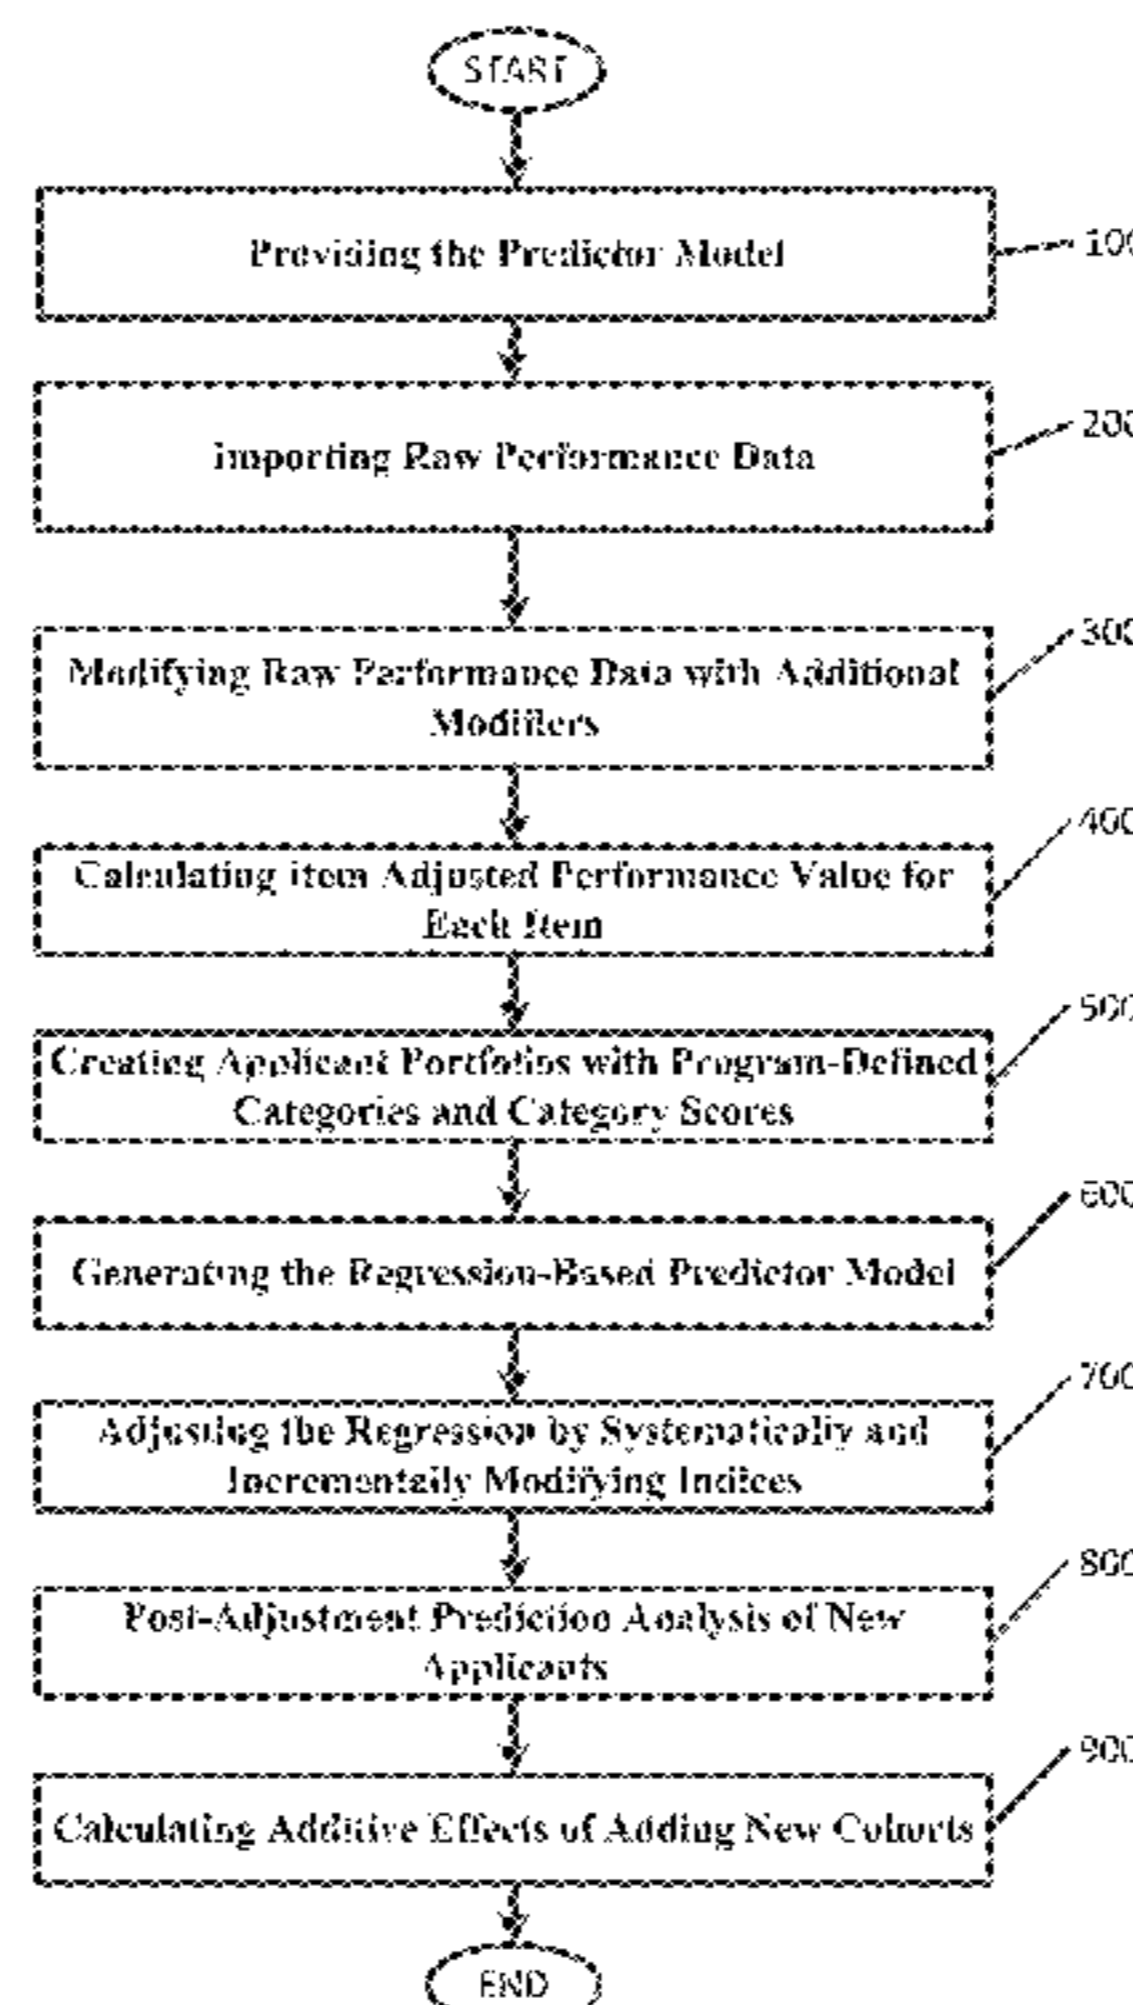 START
Providing the Predictor Model
100
Importing Raw Performance Data
200
Modifying Raw Performance Data with Additional
Modifiers
300
Calculating Item Adjusted Performance Value for
Each Item
400
Creating Applicant Portfolios with Program-Defined
Categories and Category Scores
500
Generating the Regression-Based Predictor Model
600
Adjusting the Regression by Systematically and
Incrementally Modifying Indices
700
Post-Adjustment Prediction Analysis of New
Applicants
800
Calculating Additive Effects of Adding New Cohorts
900
END